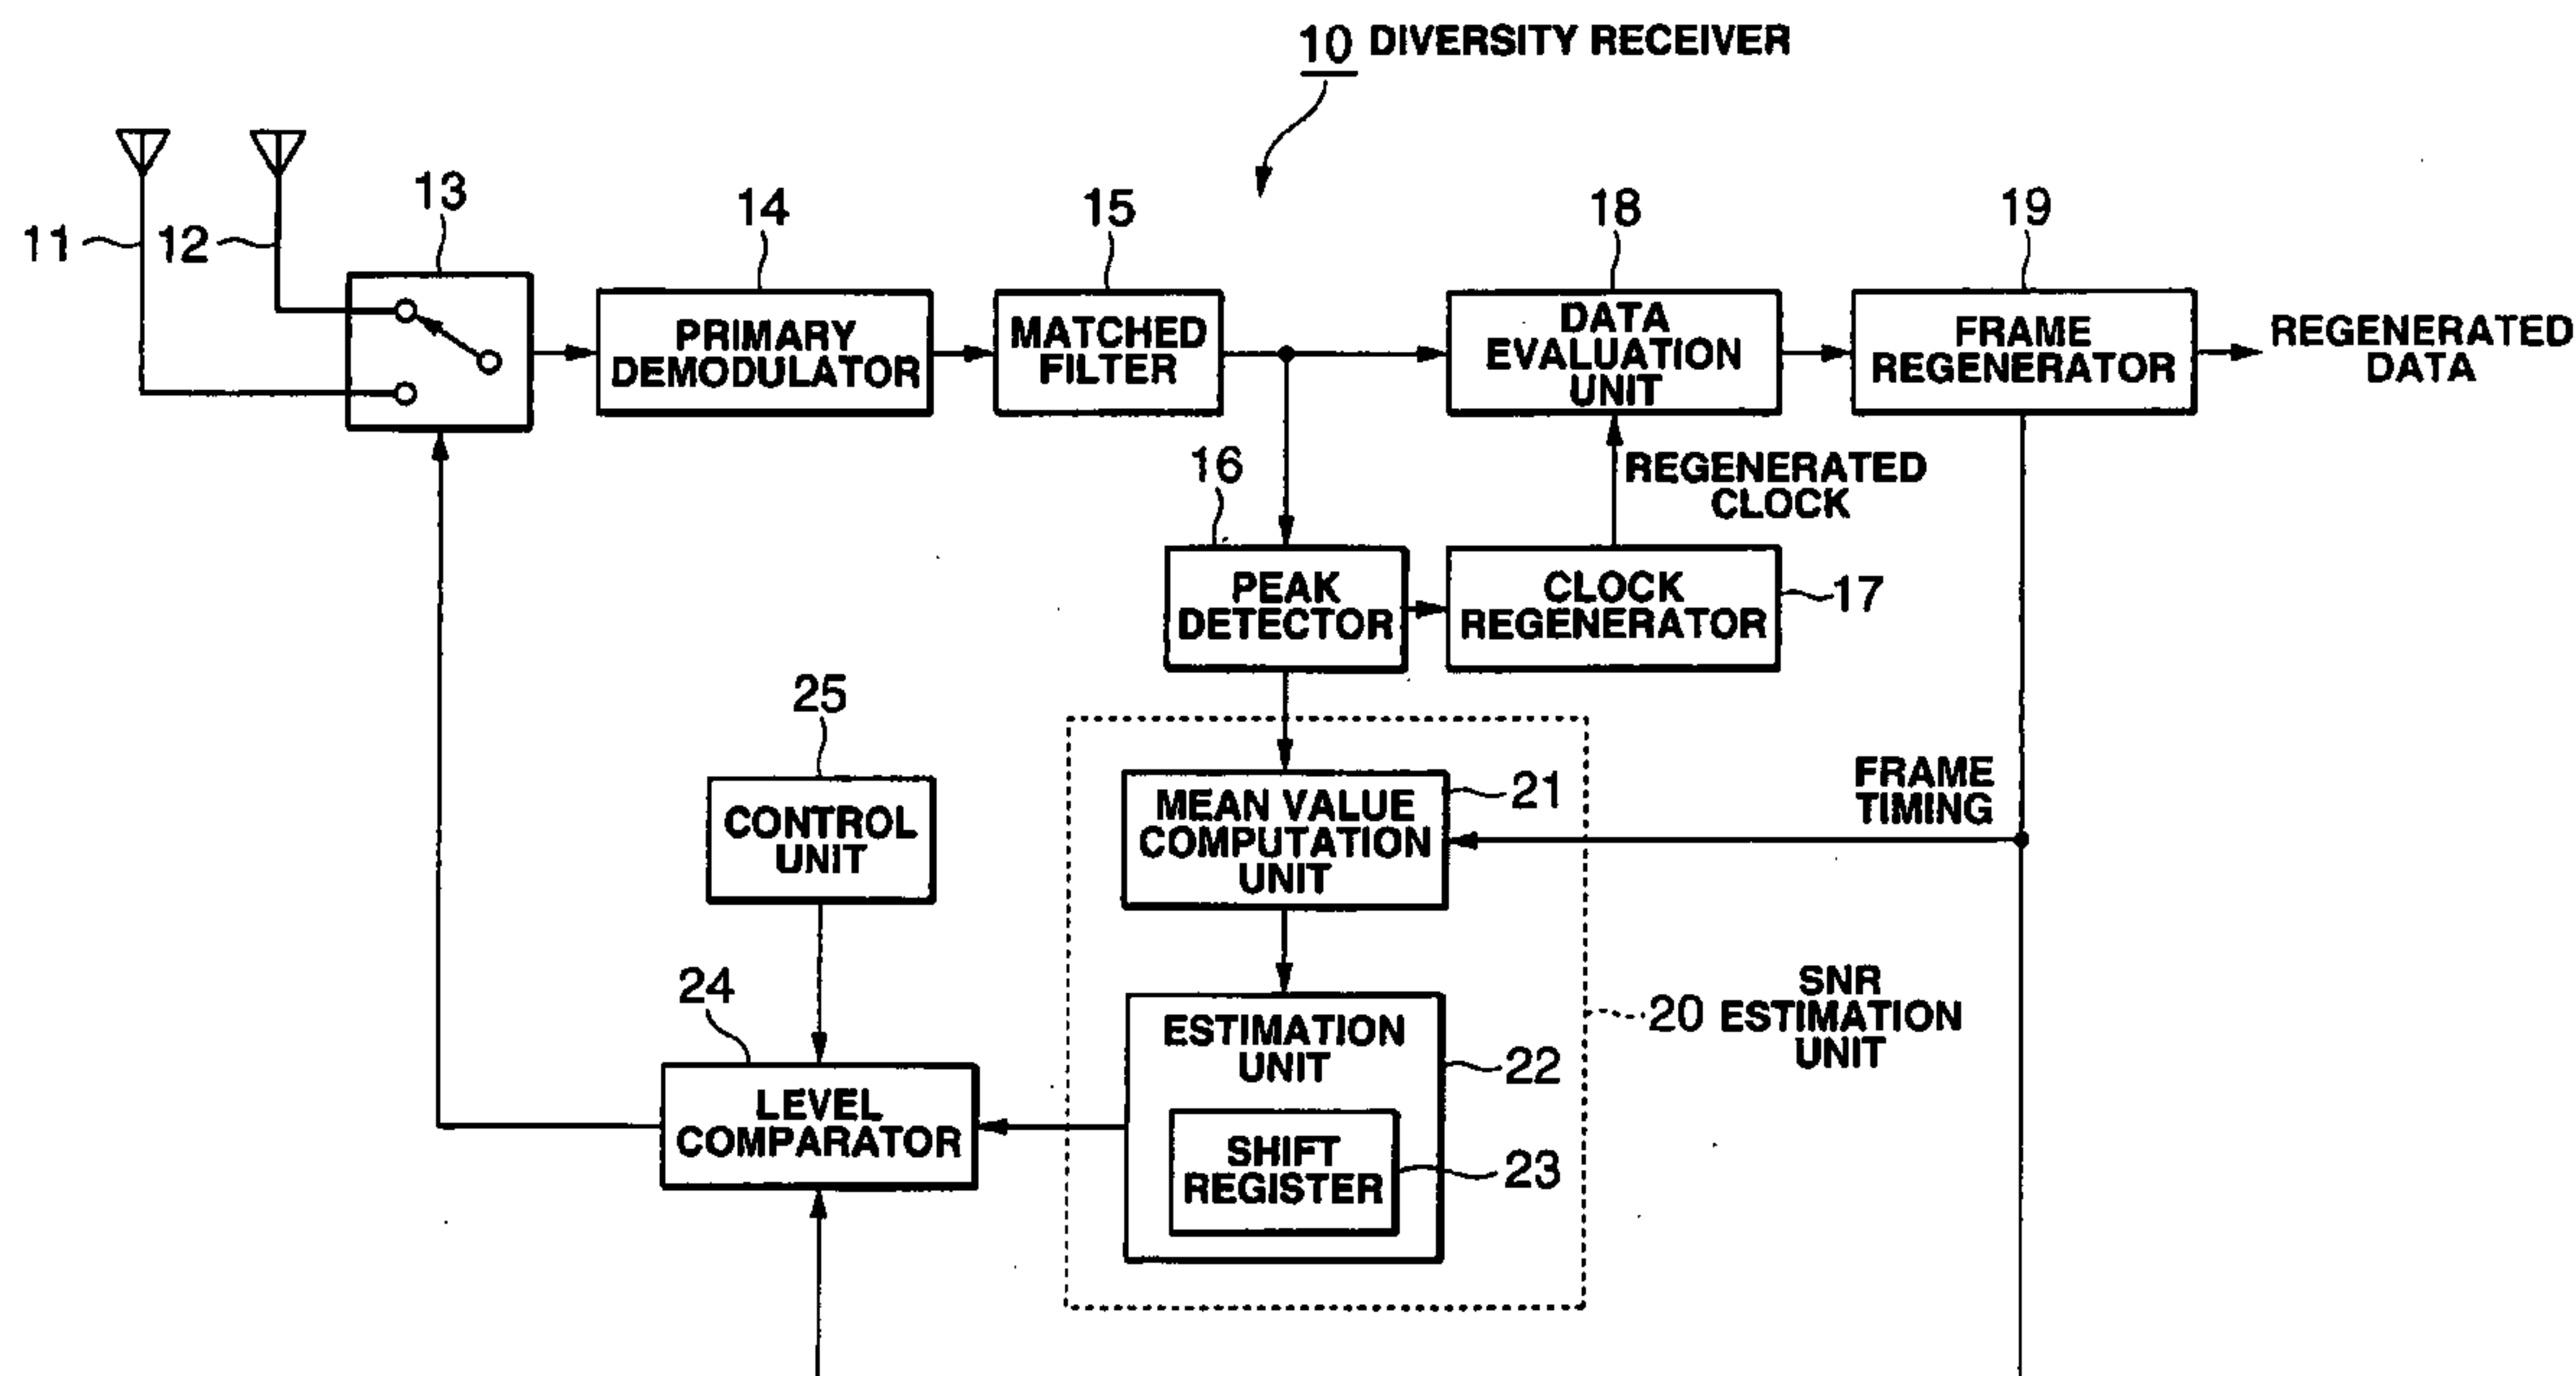 10 DIVERSITY RECEIVER
11
12
13
14
15
18
19
PRIMARY
DEMODULATOR
MATCHED
FILTER
DATA
EVALUATION
UNIT
FRAME
REGENERATOR
REGENERATED
DATA
16
REGENERATED
CLOCK
PEAK
DETECTOR
CLOCK
REGENERATOR
17
25
CONTROL
UNIT
MEAN VALUE
COMPUTATION
UNIT
21
FRAME
TIMING
24
LEVEL
COMPARATOR
ESTIMATION
UNIT
22
SHIFT
REGISTER
23
20 SNR
ESTIMATION
UNIT